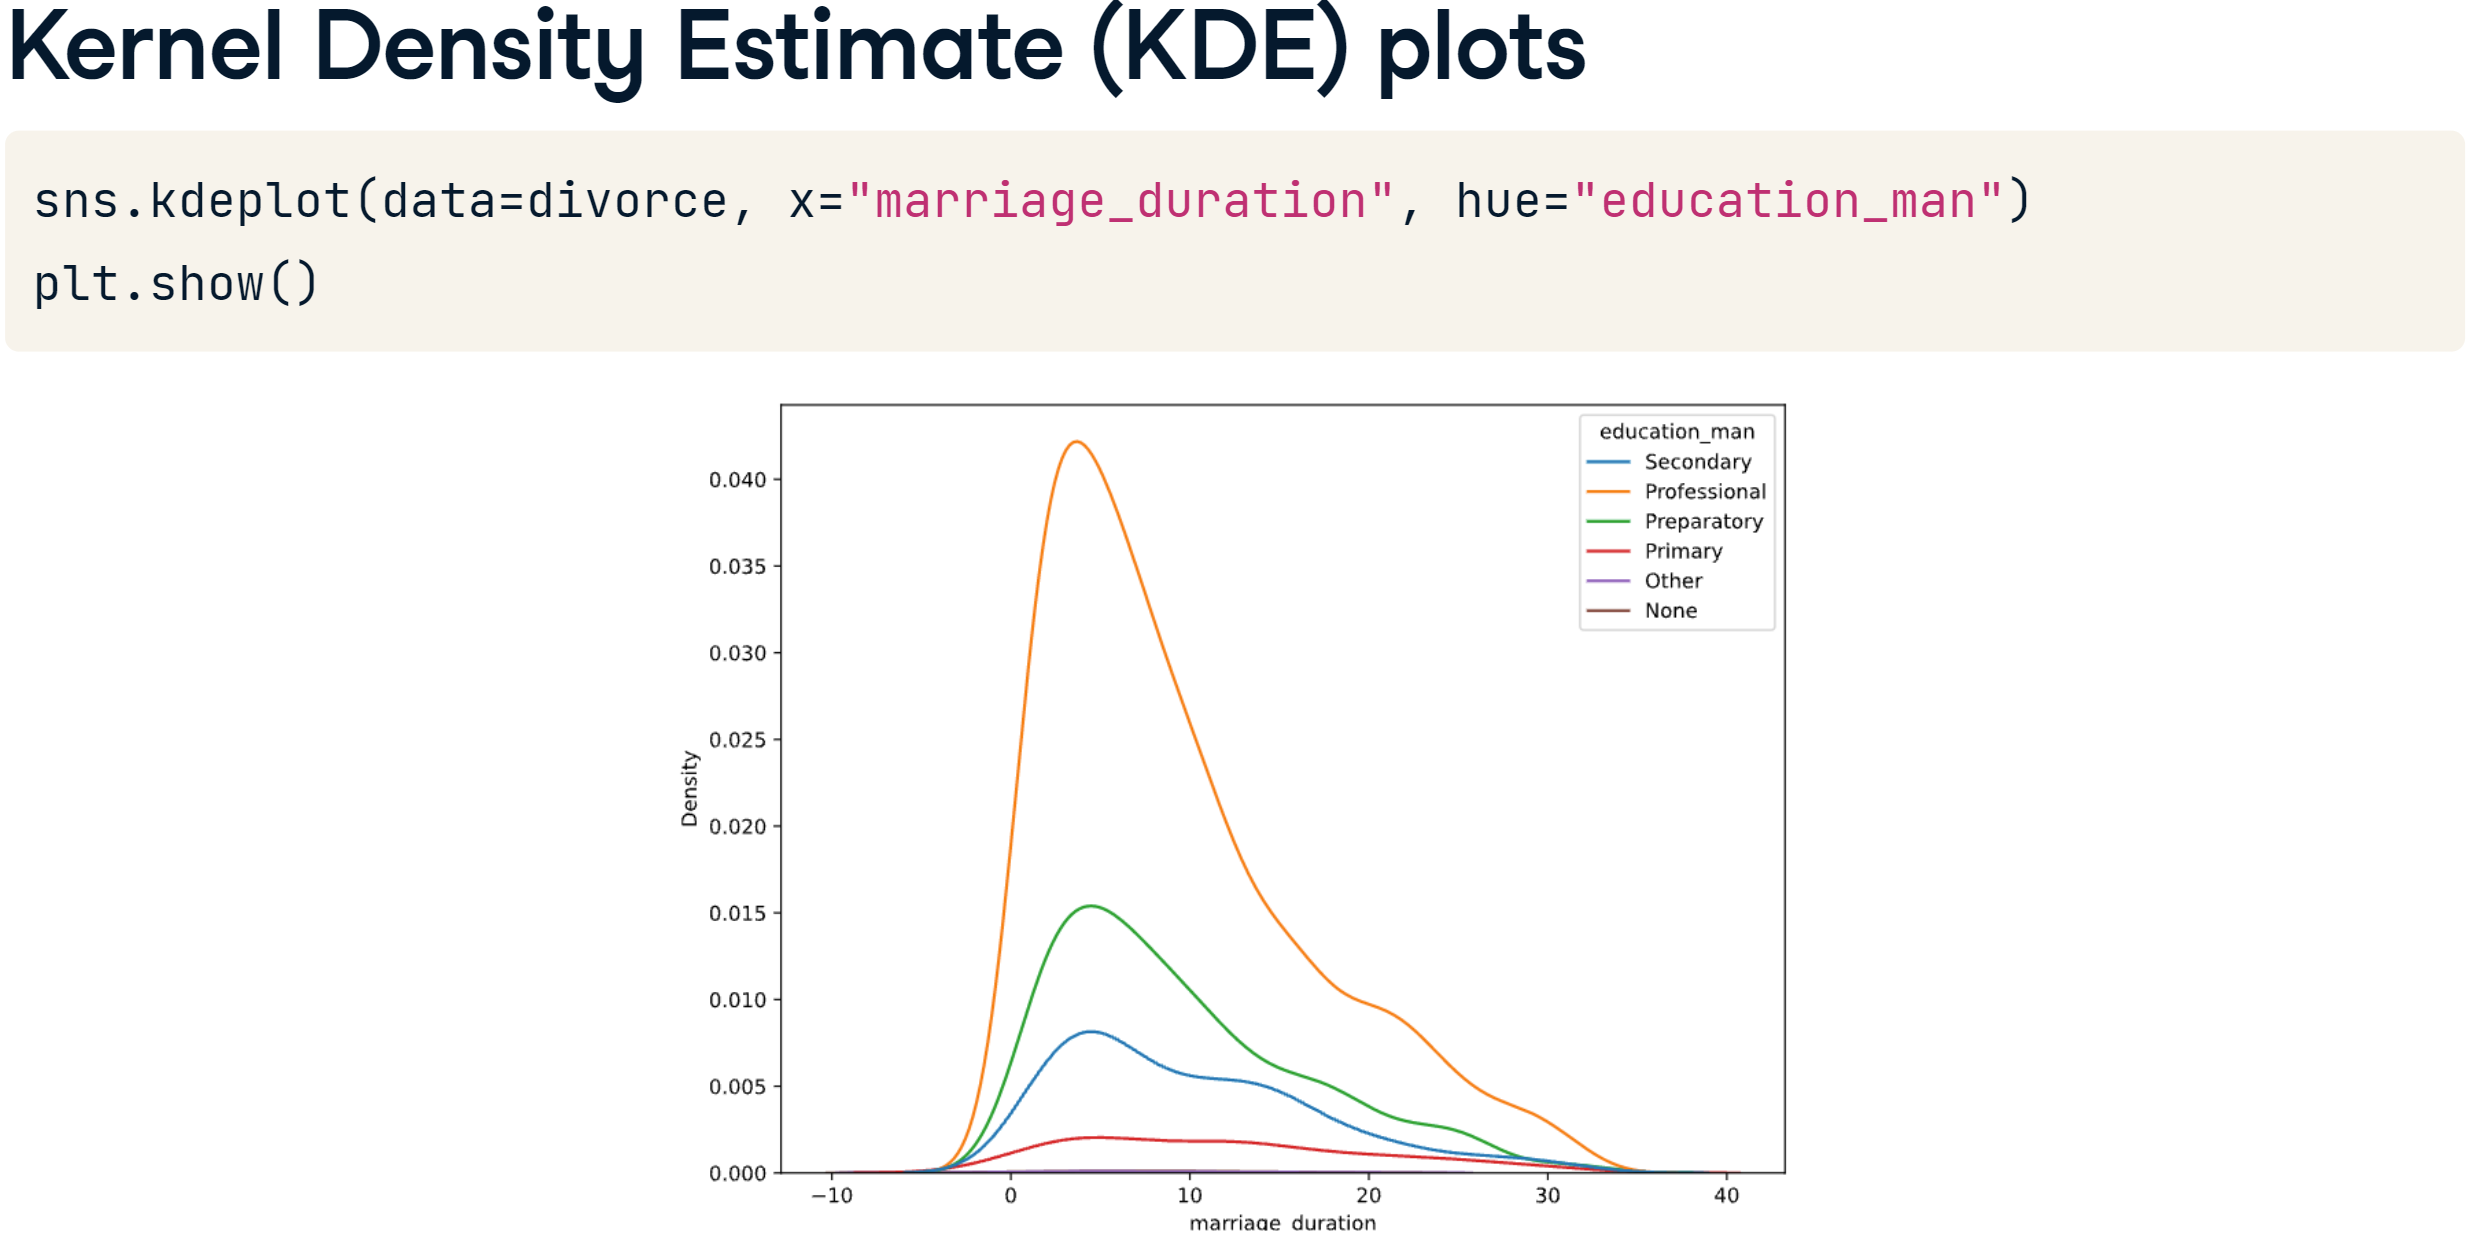 Kernel Density Estimate (KDE) plots
sns.kdeplot(data=divorce, x="marriage_duration", hue="education_man")
plt.show()
education_man
Secondary
Professional
Preparatory
Primary
Other
None
0.040
0.035
0.030
0.025
0.020
0.015
0.010
0.005
0.000
Density
−10 0 10 20 30 40
marriage_duration